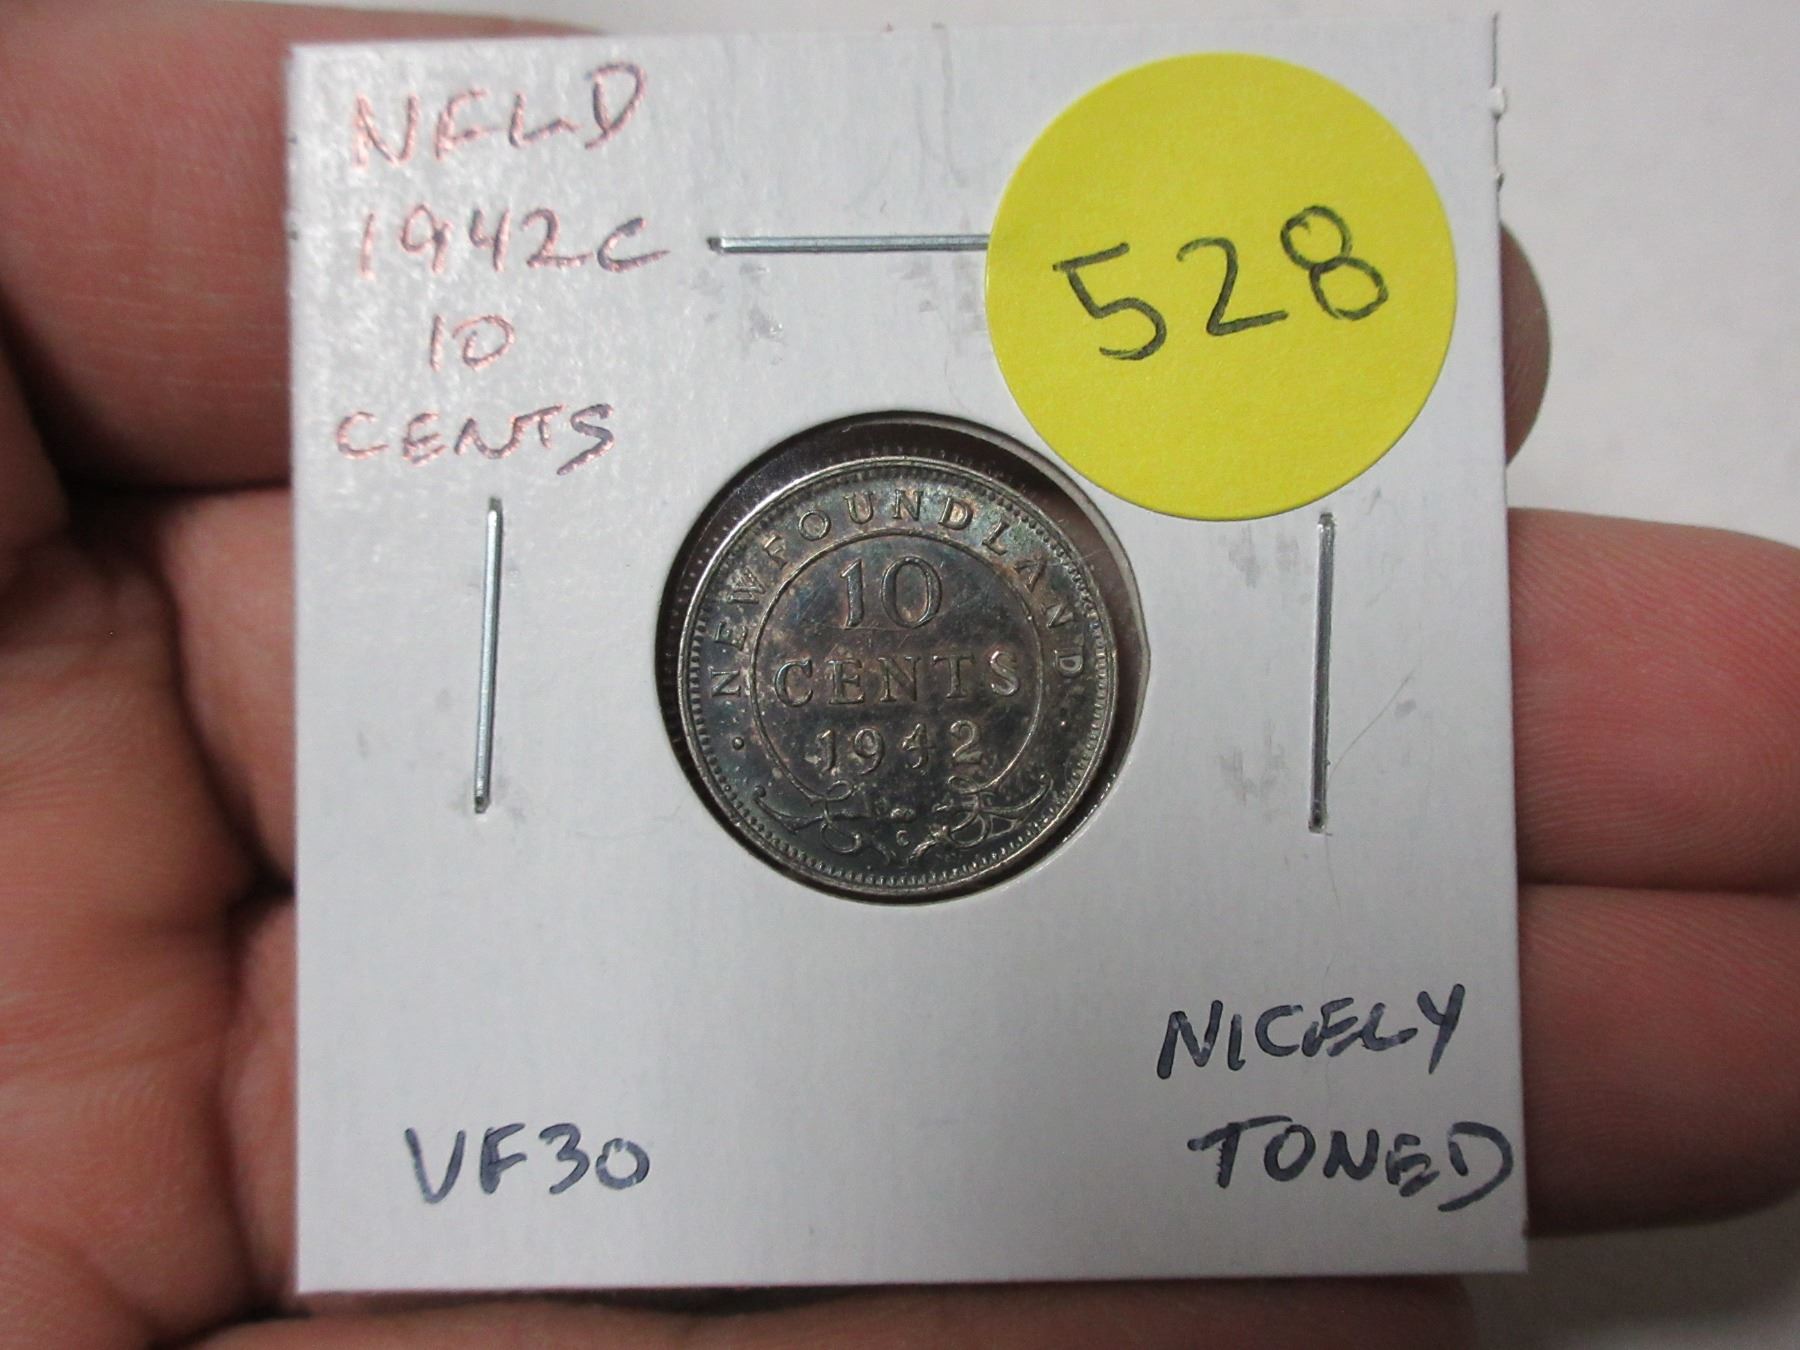 NFLD
1942C
10
CENTS
528
NEWFOUNDLAND
10
CENTS
1942
C
NICELY
TONED
VF30